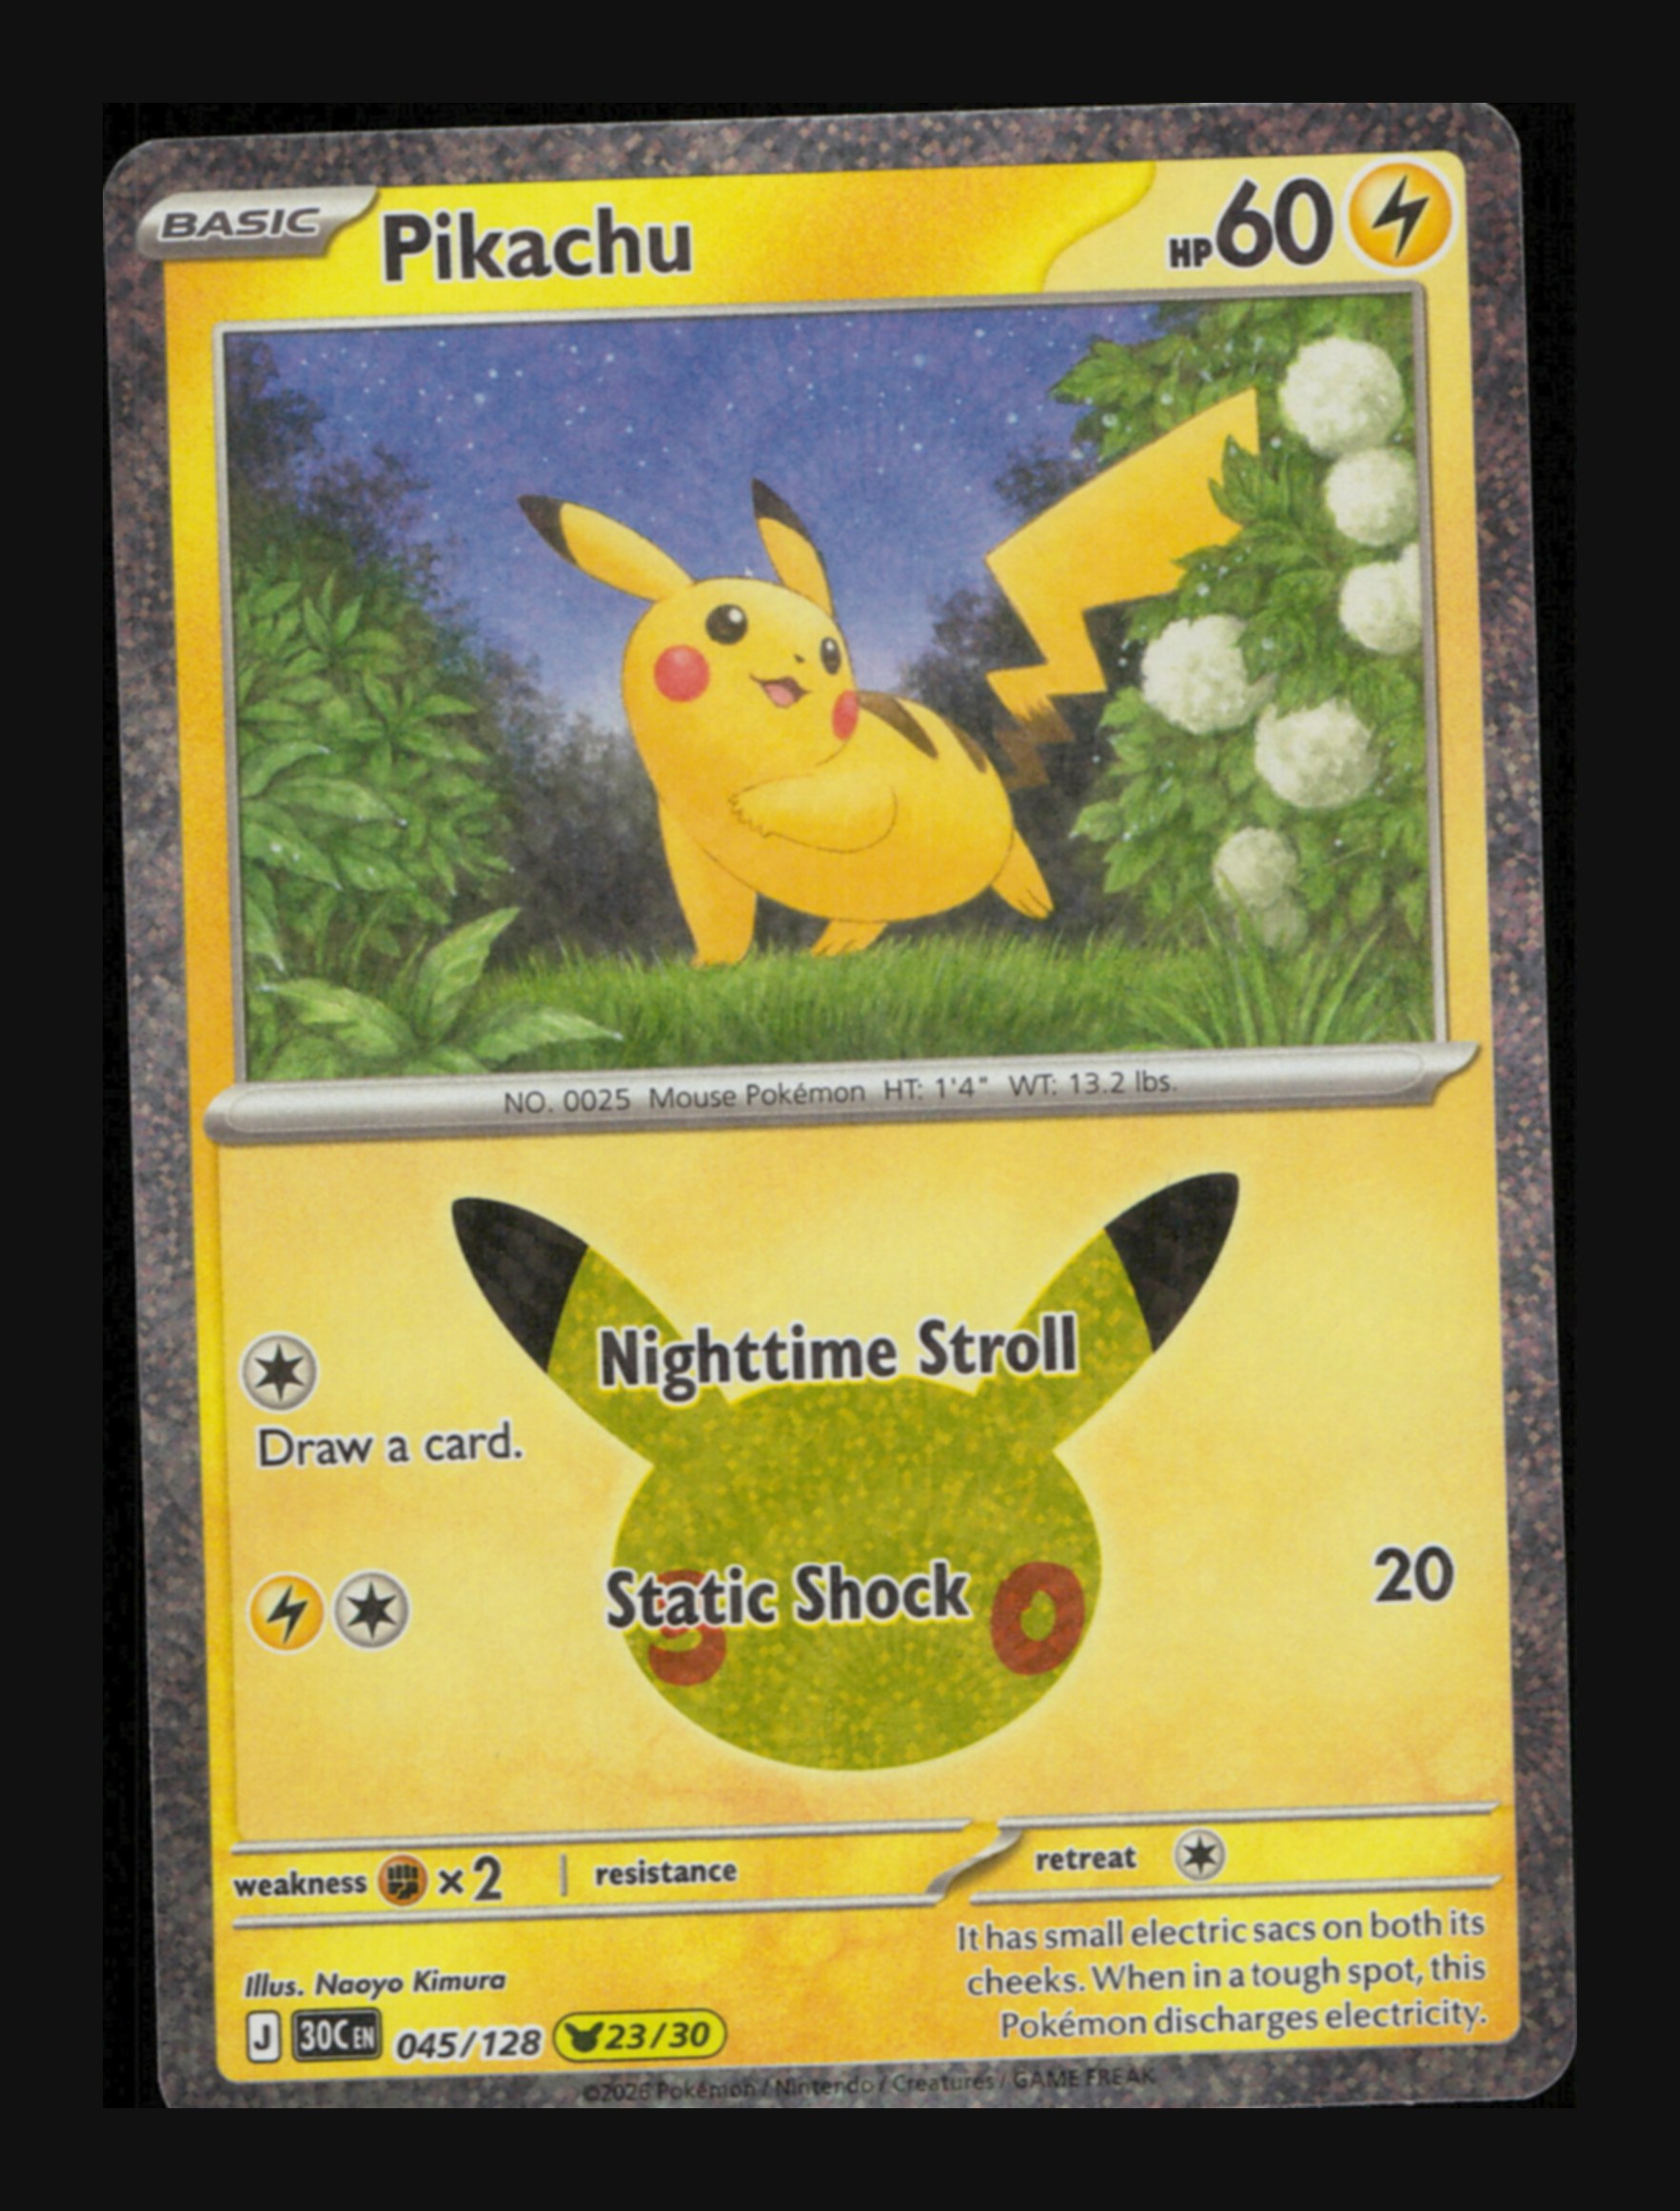 BASIC Pikachu HP 60
NO. 0025 Mouse Pokémon HT: 1'4" WT: 13.2 lbs.
Nighttime Stroll
Draw a card.
Static Shock 20
weakness ×2 resistance retreat
It has small electric sacs on both its
cheeks. When in a tough spot, this
Pokémon discharges electricity.
Illus. Naoyo Kimura
J 30C EN 045/128 23/30
©2026 Pokémon / Nintendo / Creatures / GAME FREAK